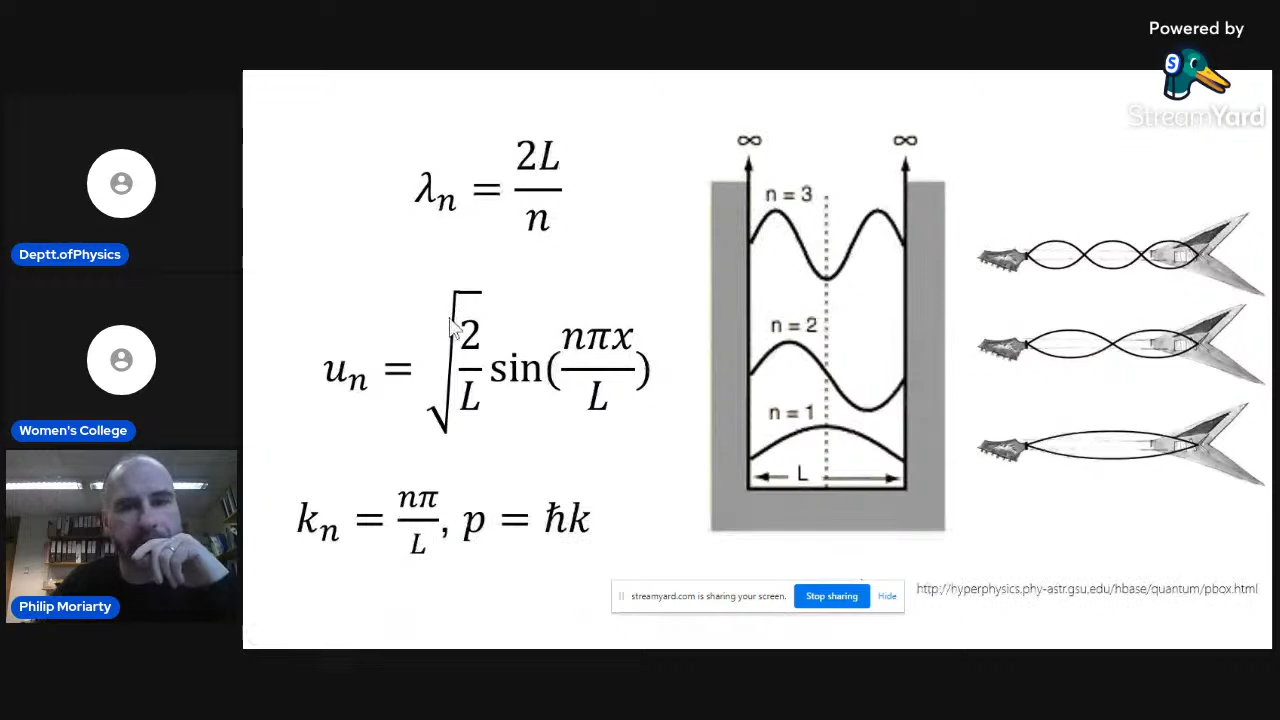 Powered by
S
StreamYard
Deptt.ofPhysics
Women's College
Philip Moriarty
λₙ = 2L/n
uₙ = √(2/L) sin(nπx/L)
kₙ = nπ/L, p = ħk
∞ ∞
n = 3
n = 2
n = 1
L
streamyard.com is sharing your screen. Stop sharing Hide
http://hyperphysics.phy-astr.gsu.edu/hbase/quantum/pbox.html